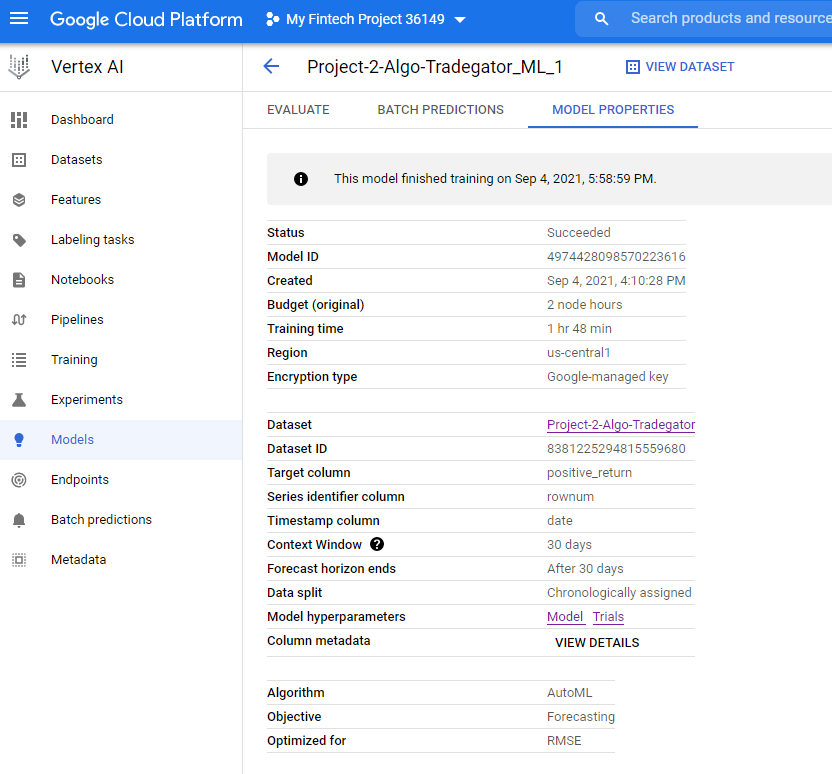 Google Cloud Platform My Fintech Project 36149 Search products and resource
Vertex AI Project-2-Algo-Tradegator_ML_1 VIEW DATASET
EVALUATE BATCH PREDICTIONS MODEL PROPERTIES
Dashboard
Datasets
Features
Labeling tasks
Notebooks
Pipelines
Training
Experiments
Models
Endpoints
Batch predictions
Metadata
This model finished training on Sep 4, 2021, 5:58:59 PM.
Status Succeeded
Model ID 4974428098570223616
Created Sep 4, 2021, 4:10:28 PM
Budget (original) 2 node hours
Training time 1 hr 48 min
Region us-central1
Encryption type Google-managed key
Dataset Project-2-Algo-Tradegator
Dataset ID 8381225294815559680
Target column positive_return
Series identifier column rownum
Timestamp column date
Context Window ? 30 days
Forecast horizon ends After 30 days
Data split Chronologically assigned
Model hyperparameters Model Trials
Column metadata VIEW DETAILS
Algorithm AutoML
Objective Forecasting
Optimized for RMSE